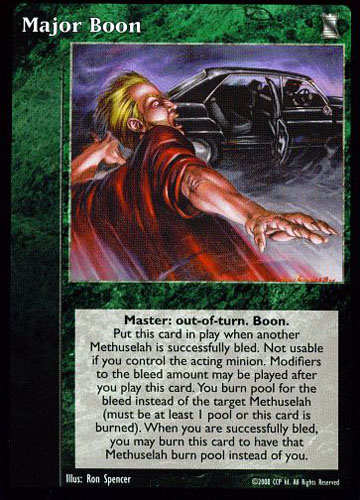 Major Boon
Master: out-of-turn. Boon.
Put this card in play when another
Methuselah is successfully bled. Not usable
if you control the acting minion. Modifiers
to the bleed amount may be played after
you play this card. You burn pool for the
bleed instead of the target Methuselah
(must be at least 1 pool or this card is
burned). When you are successfully bled,
you may burn this card to have that
Methuselah burn pool instead of you.
Illus: Ron Spencer
©2008 CCP hf. All Rights Reserved